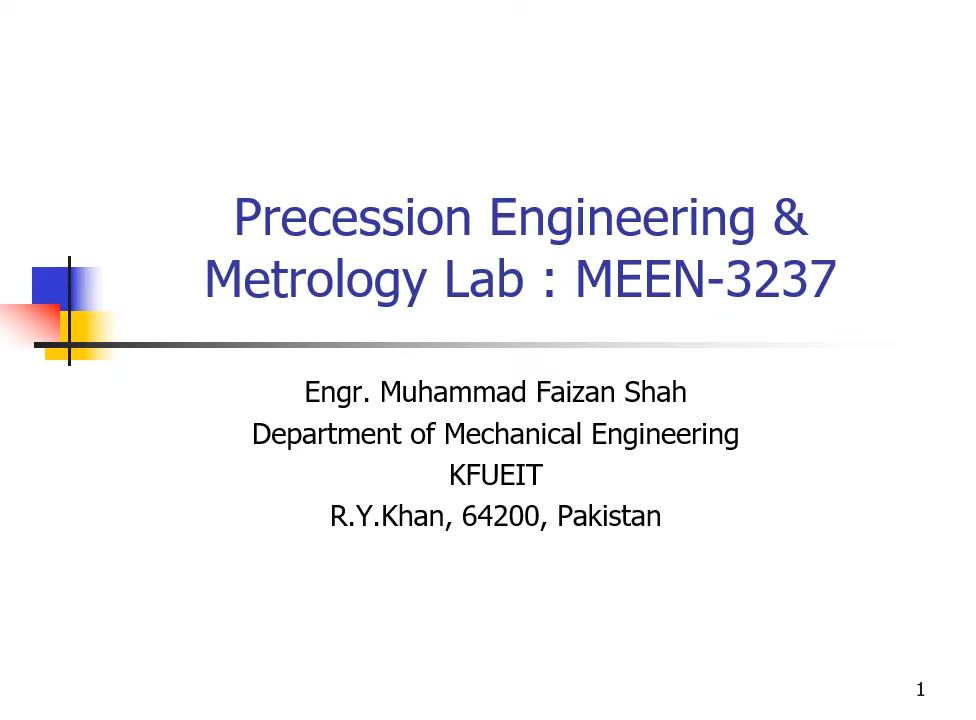 Precession Engineering &
Metrology Lab : MEEN-3237
Engr. Muhammad Faizan Shah
Department of Mechanical Engineering
KFUEIT
R.Y.Khan, 64200, Pakistan
1